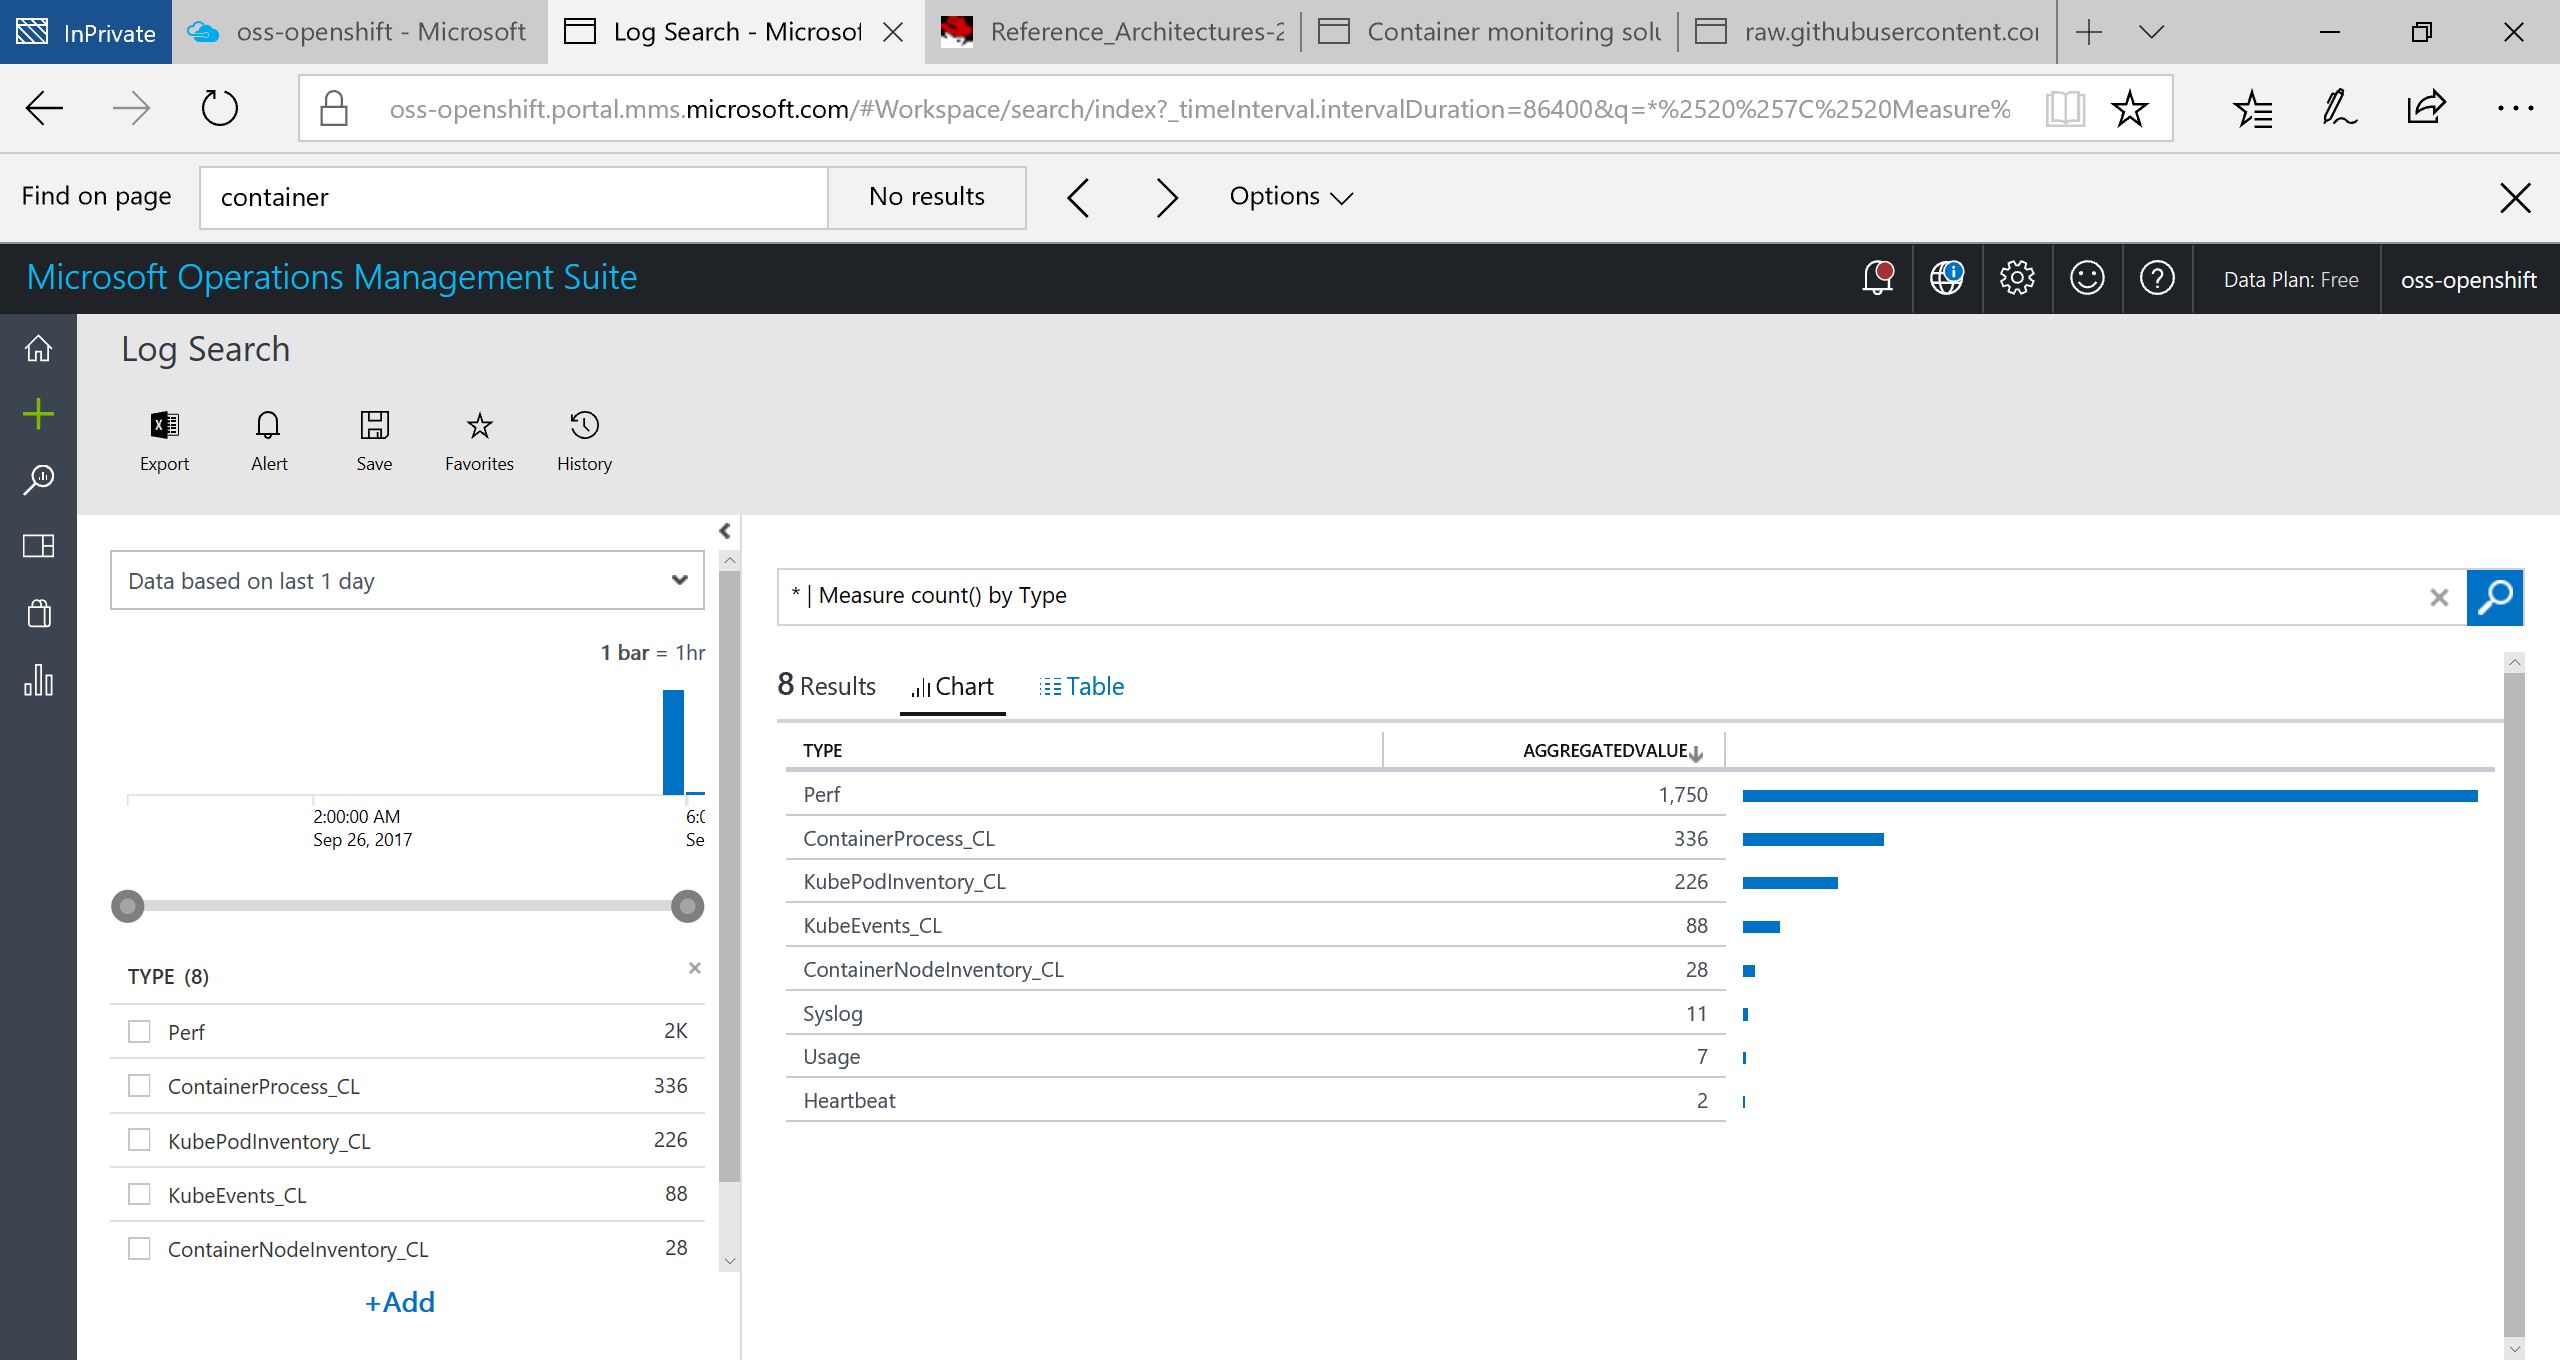 InPrivate
oss-openshift - Microsoft
Log Search - Microsof
Reference_Architectures-2
Container monitoring solu
raw.githubusercontent.co
oss-openshift.portal.mms.microsoft.com/#Workspace/search/index?_timeInterval.intervalDuration=86400&q=*%2520%257C%2520Measure%
Find on page
container
No results
Options
Microsoft Operations Management Suite
Data Plan: Free
oss-openshift
Log Search
Export
Alert
Save
Favorites
History
Data based on last 1 day
1 bar = 1hr
2:00:00 AM
Sep 26, 2017
6:0
Se
TYPE (8)
Perf 2K
ContainerProcess_CL 336
KubePodInventory_CL 226
KubeEvents_CL 88
ContainerNodeInventory_CL 28
+Add
* | Measure count() by Type
8 Results
Chart
Table
TYPE AGGREGATEDVALUE
Perf 1,750
ContainerProcess_CL 336
KubePodInventory_CL 226
KubeEvents_CL 88
ContainerNodeInventory_CL 28
Syslog 11
Usage 7
Heartbeat 2